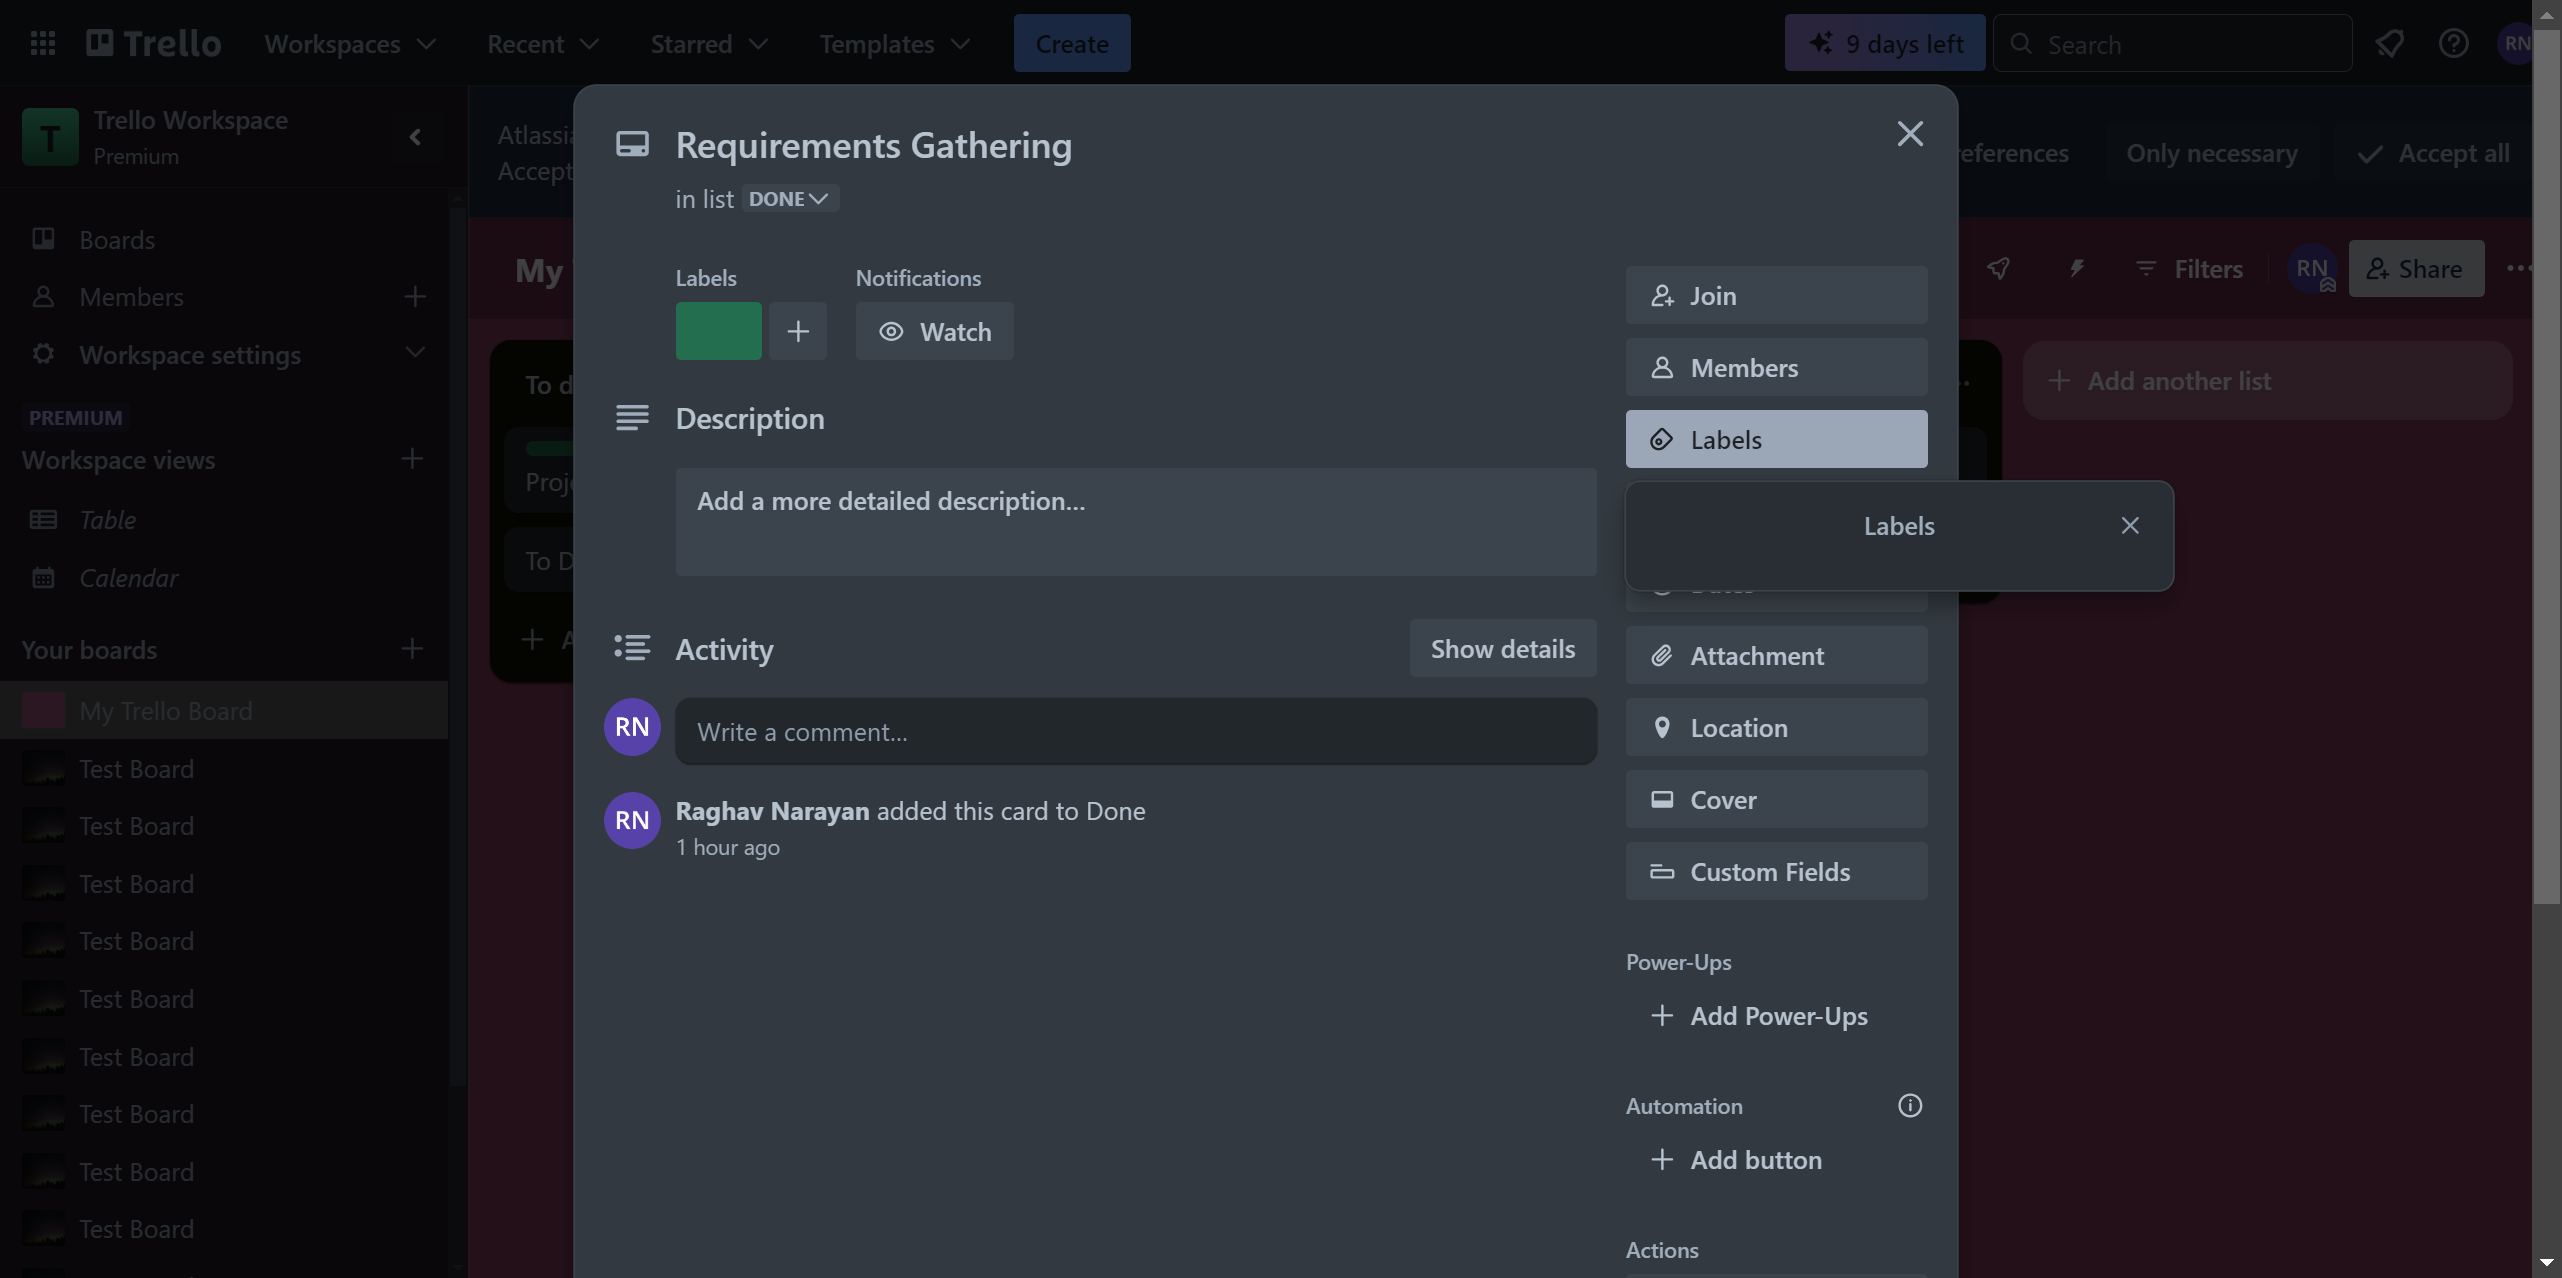 Trello
Workspaces
Recent
Starred
Templates
Create
9 days left
Search
RN
T
Trello Workspace
Premium
Boards
Members
Workspace settings
PREMIUM
Workspace views
Table
Calendar
Your boards
My Trello Board
Test Board
Test Board
Test Board
Test Board
Test Board
Test Board
Test Board
Test Board
Test Board
Accept
Only necessary
Accept all
My
Filters
RN
Share
To d
To D
Add another list
Requirements Gathering
in list DONE
Labels
Notifications
Watch
Description
Add a more detailed description...
Activity
Show details
RN
Write a comment...
RN
Raghav Narayan added this card to Done
1 hour ago
Join
Members
Labels
Labels
Attachment
Location
Cover
Custom Fields
Power-Ups
Add Power-Ups
Automation
Add button
Actions